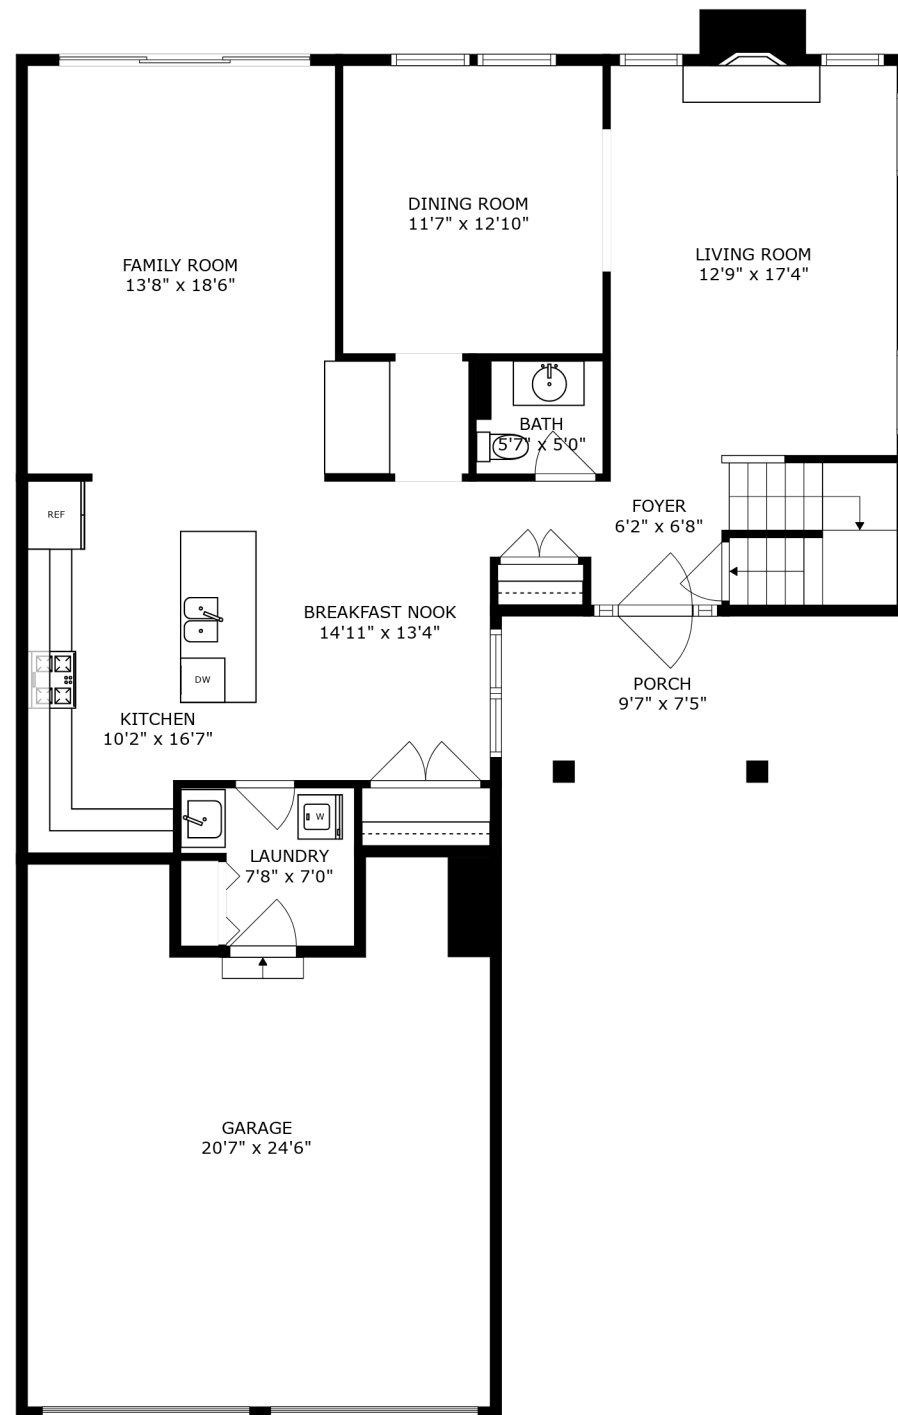 DINING ROOM
11'7" x 12'10"
LIVING ROOM
12'9" x 17'4"
FAMILY ROOM
13'8" x 18'6"
BATH
5'7" x 5'0"
REF
FOYER
6'2" x 6'8"
BREAKFAST NOOK
14'11" x 13'4"
DW
PORCH
9'7" x 7'5"
KITCHEN
10'2" x 16'7"
W
LAUNDRY
7'8" x 7'0"
GARAGE
20'7" x 24'6"